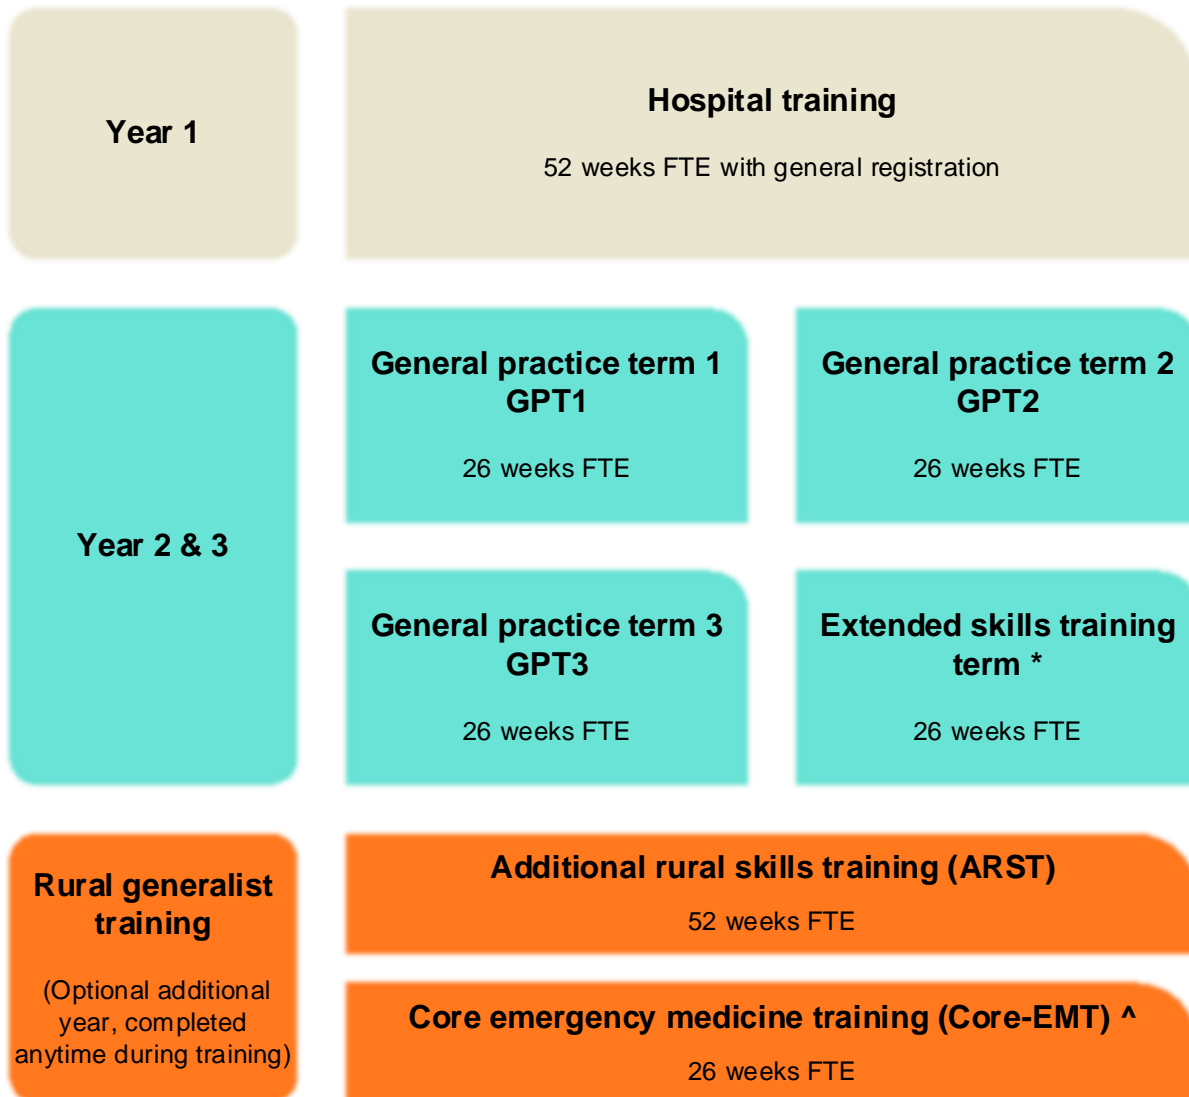 Year 1
Hospital training
52 weeks FTE with general registration
Year 2 & 3
General practice term 1
GPT1
26 weeks FTE
General practice term 2
GPT2
26 weeks FTE
General practice term 3
GPT3
26 weeks FTE
Extended skills training
term *
26 weeks FTE
Rural generalist
training
(Optional additional
year, completed
anytime during training)
Additional rural skills training (ARST)
52 weeks FTE
Core emergency medicine training (Core-EMT) ^
26 weeks FTE